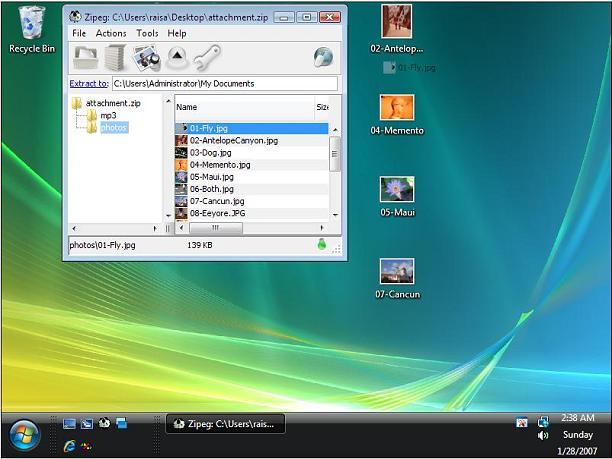 Recycle Bin
Zipeg: C:\Users\raisa\Desktop\attachment.zip
File Actions Tools Help
Extract to: C:\Users\Administrator\My Documents
attachment.zip
mp3
photos
Name Size
01-Fly.jpg
02-AntelopeCanyon.jpg
03-Dog.jpg
04-Memento.jpg
05-Maui.jpg
06-Both.jpg
07-Cancun.jpg
08-Eeyore.JPG
photos\01-Fly.jpg 139 KB
02-Antelop...
01-Fly.jpg
04-Memento
05-Maui
07-Cancun
Zipeg: C:\Users\rais...
2:38 AM
Sunday
1/28/2007